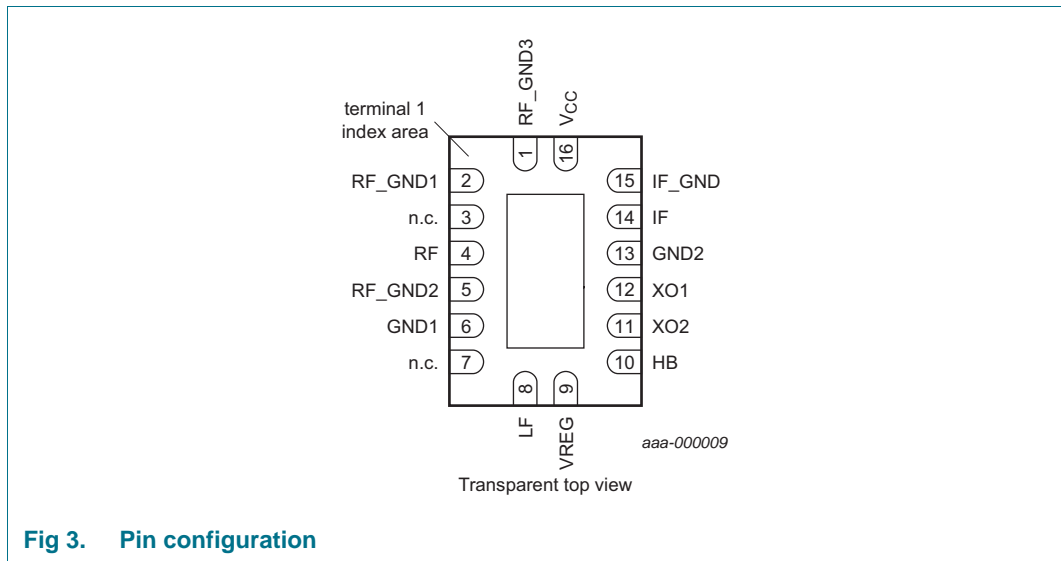 RF_GND3
VCC
terminal 1
index area
1
16
RF_GND1 2
15 IF_GND
n.c. 3
14 IF
RF 4
13 GND2
RF_GND2 5
12 XO1
GND1 6
11 XO2
n.c. 7
10 HB
8
9
LF
VREG
aaa-000009
Transparent top view
Fig 3. Pin configuration